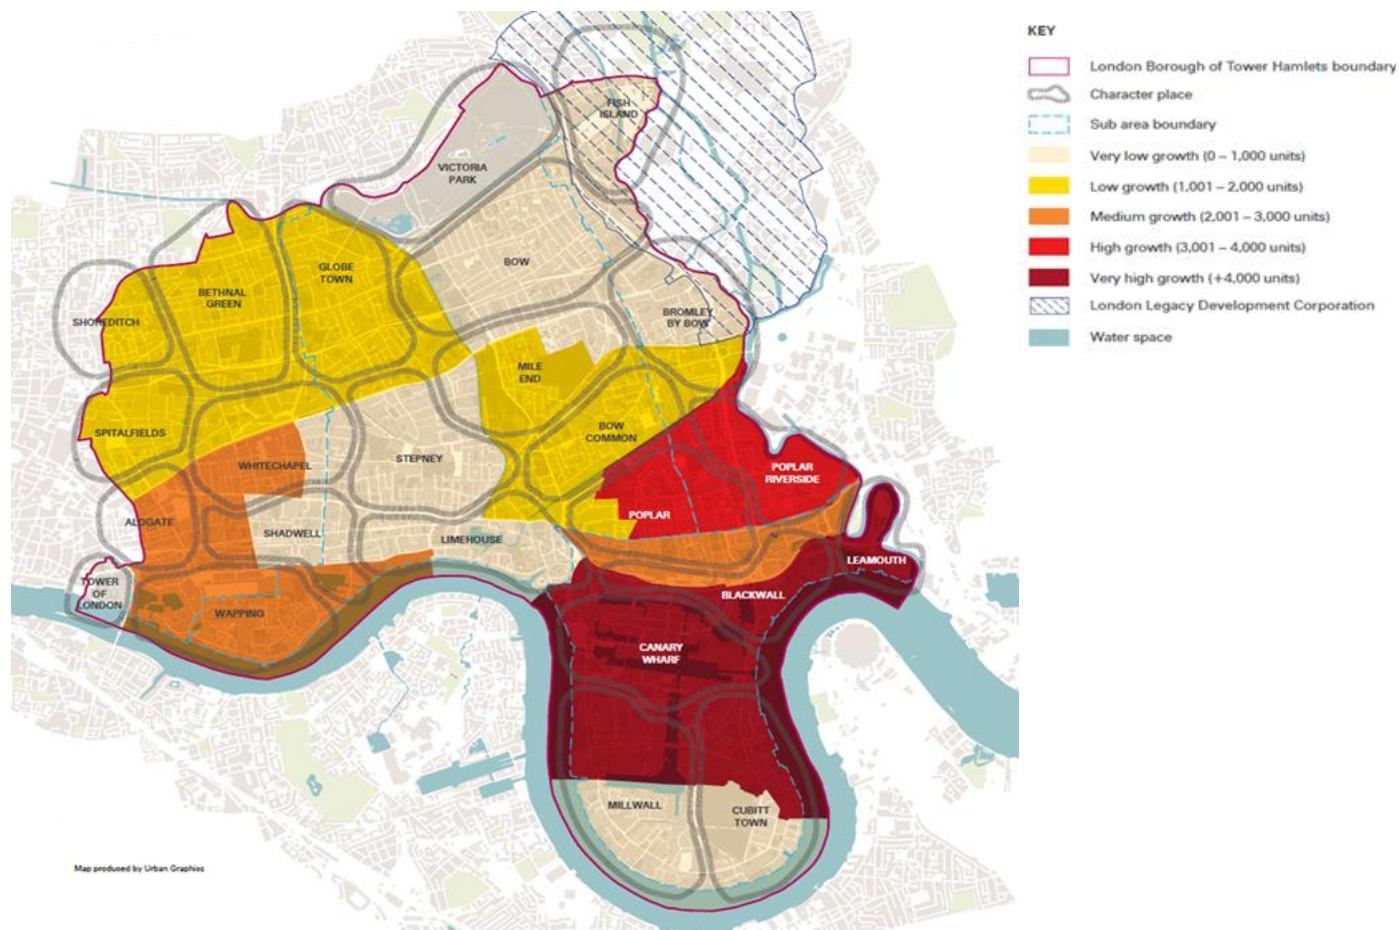 KEY
London Borough of Tower Hamlets boundary
Character place
Sub area boundary
Very low growth (0 – 1,000 units)
Low growth (1,001 – 2,000 units)
Medium growth (2,001 – 3,000 units)
High growth (3,001 – 4,000 units)
Very high growth (+4,000 units)
London Legacy Development Corporation
Water space
FISH
ISLAND
VICTORIA
PARK
BOW
GLOBE
TOWN
BETHNAL
GREEN
SHOREDITCH
BROMLEY
BY BOW
MILE
END
SPITALFIELDS
BOW
COMMON
WHITECHAPEL
STEPNEY
POPLAR
RIVERSIDE
ALDGATE
POPLAR
SHADWELL
LIMEHOUSE
LEAMOUTH
TOWER
OF
LONDON
BLACKWALL
WAPPING
CANARY
WHARF
MILLWALL
CUBITT
TOWN
Map produced by Urban Graphics